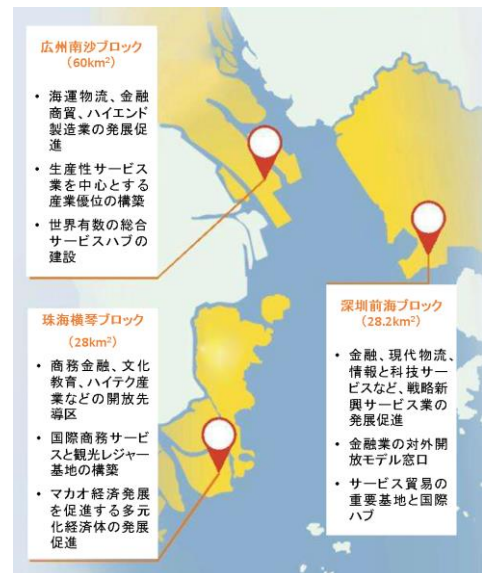 広州南沙ブロック
（60km²）
• 海運物流、金融
商貿、ハイエンド
製造業の発展促
進
• 生産性サービス
業を中心とする
産業優位の構築
• 世界有数の総合
サービスハブの
建設
珠海横琴ブロック
（28km²）
• 商務金融、文化
教育、ハイテク産
業などの開放先
導区
• 国際商務サービ
スと観光レジャー
基地の構築
• マカオ経済発展
を促進する多元
化経済体の発展
促進
深圳前海ブロック
（28.2km²）
• 金融、現代物流、
情報と科技サー
ビスなど、戦略新
興サービス業の
発展促進
• 金融業の対外開
放モデル窓口
• サービス貿易の
重要基地と国際
ハブ